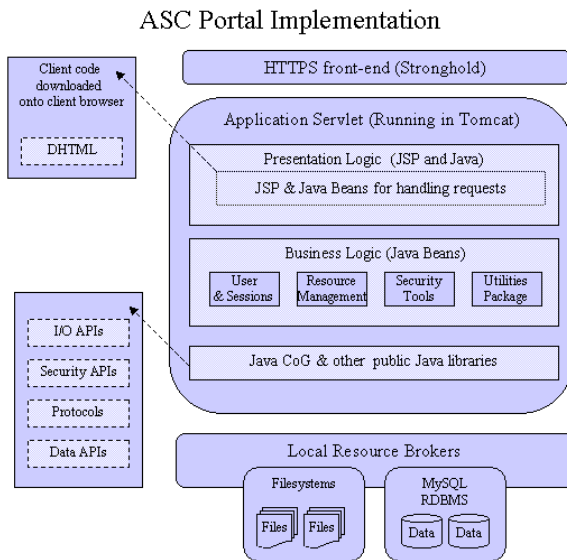 ASC Portal Implementation
Client code
downloaded
onto client browser
DHTML
HTTPS front-end (Stronghold)
Application Servlet (Running in Tomcat)
Presentation Logic (JSP and Java)
JSP & Java Beans for handling requests
Business Logic (Java Beans)
User
& Sessions
Resource
Management
Security
Tools
Utilities
Package
Java CoG & other public Java libraries
I/O APIs
Security APIs
Protocols
Data APIs
Local Resource Brokers
Filesystems
Files
Files
MySQL
RDBMS
Data
Data